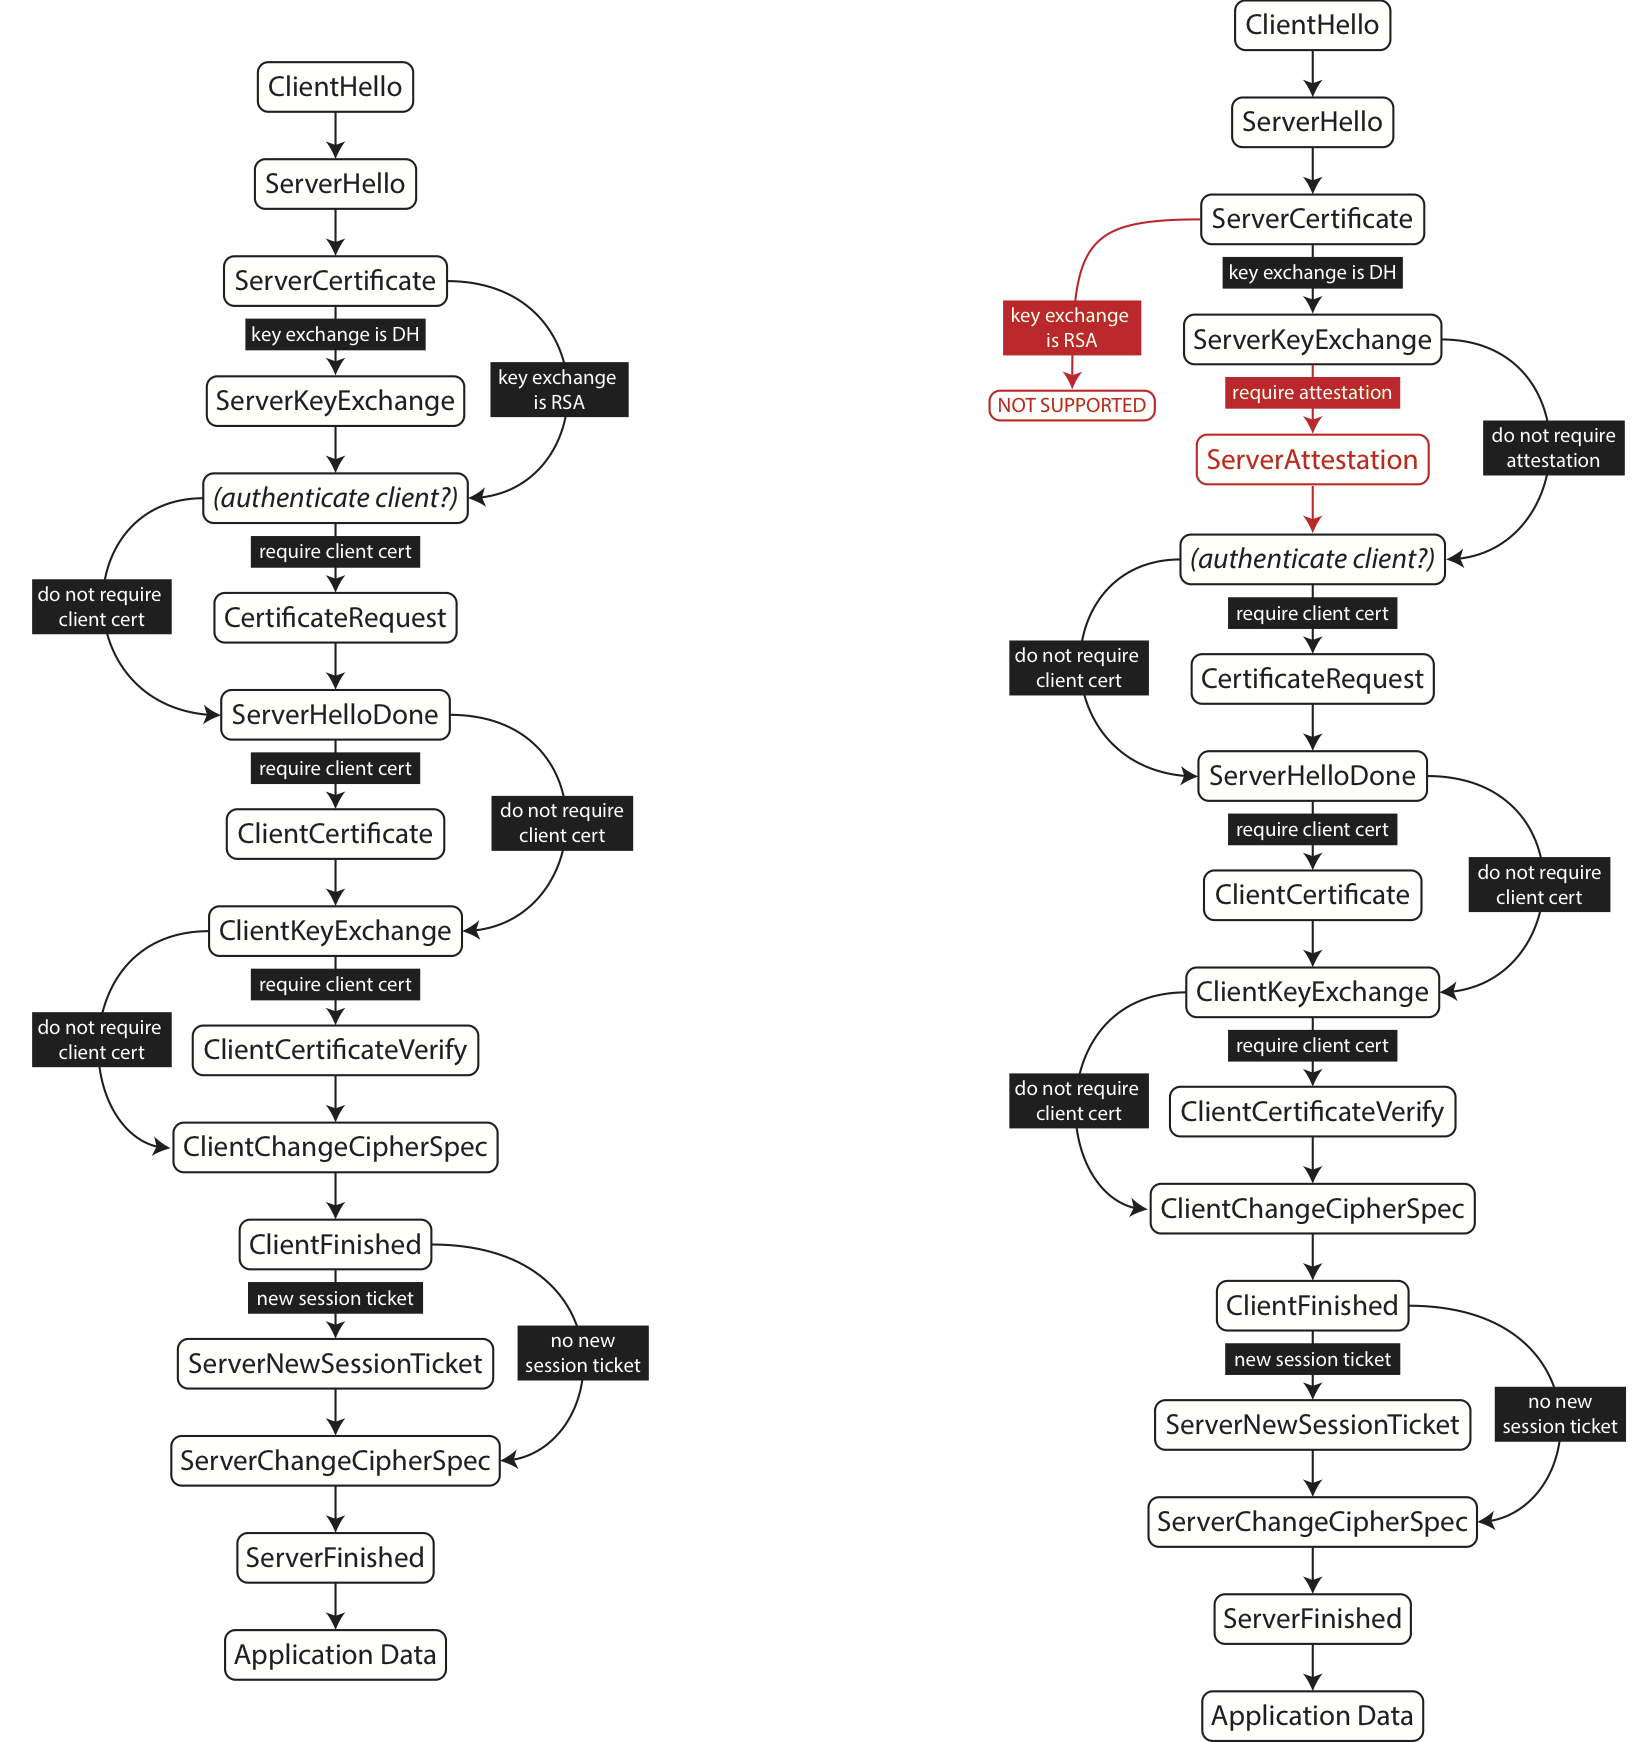 ClientHello
ServerHello
ServerCertificate
key exchange is DH
key exchange
is RSA
ServerKeyExchange
(authenticate client?)
require client cert
do not require
client cert
CertificateRequest
ServerHelloDone
require client cert
do not require
client cert
ClientCertificate
ClientKeyExchange
require client cert
do not require
client cert
ClientCertificateVerify
ClientChangeCipherSpec
ClientFinished
new session ticket
no new
session ticket
ServerNewSessionTicket
ServerChangeCipherSpec
ServerFinished
Application Data
ClientHello
ServerHello
ServerCertificate
key exchange is DH
key exchange
is RSA
NOT SUPPORTED
ServerKeyExchange
require attestation
do not require
attestation
ServerAttestation
(authenticate client?)
require client cert
do not require
client cert
CertificateRequest
ServerHelloDone
require client cert
do not require
client cert
ClientCertificate
ClientKeyExchange
require client cert
do not require
client cert
ClientCertificateVerify
ClientChangeCipherSpec
ClientFinished
new session ticket
no new
session ticket
ServerNewSessionTicket
ServerChangeCipherSpec
ServerFinished
Application Data